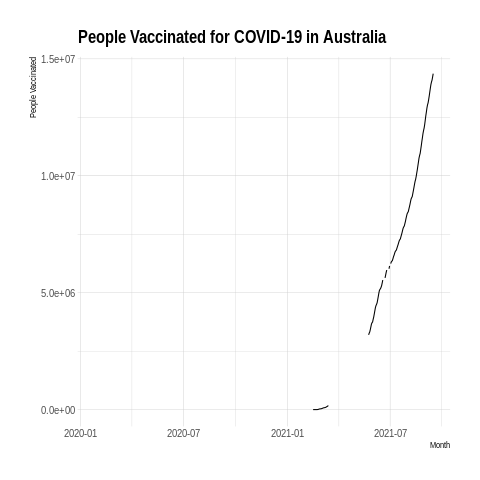 People Vaccinated for COVID-19 in Australia
People Vaccinated
1.5e+07
1.0e+07
5.0e+06
0.0e+00
2020-01 2020-07 2021-01 2021-07
Month